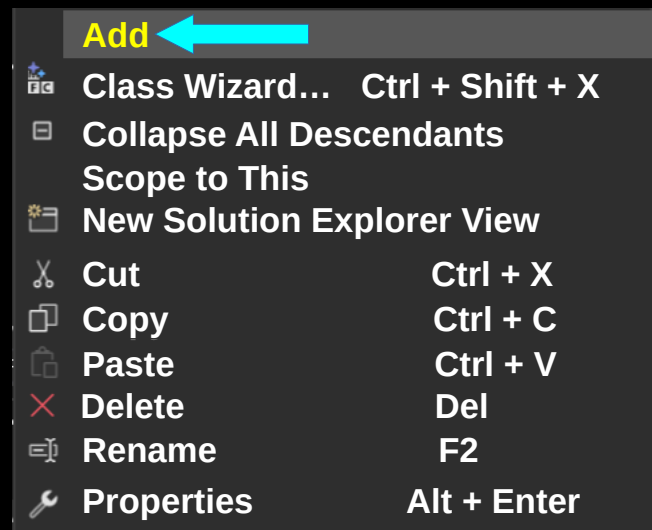 Add
Class Wizard... Ctrl + Shift + X
Collapse All Descendants
Scope to This
New Solution Explorer View
Cut Ctrl + X
Copy Ctrl + C
Paste Ctrl + V
Delete Del
Rename F2
Properties Alt + Enter